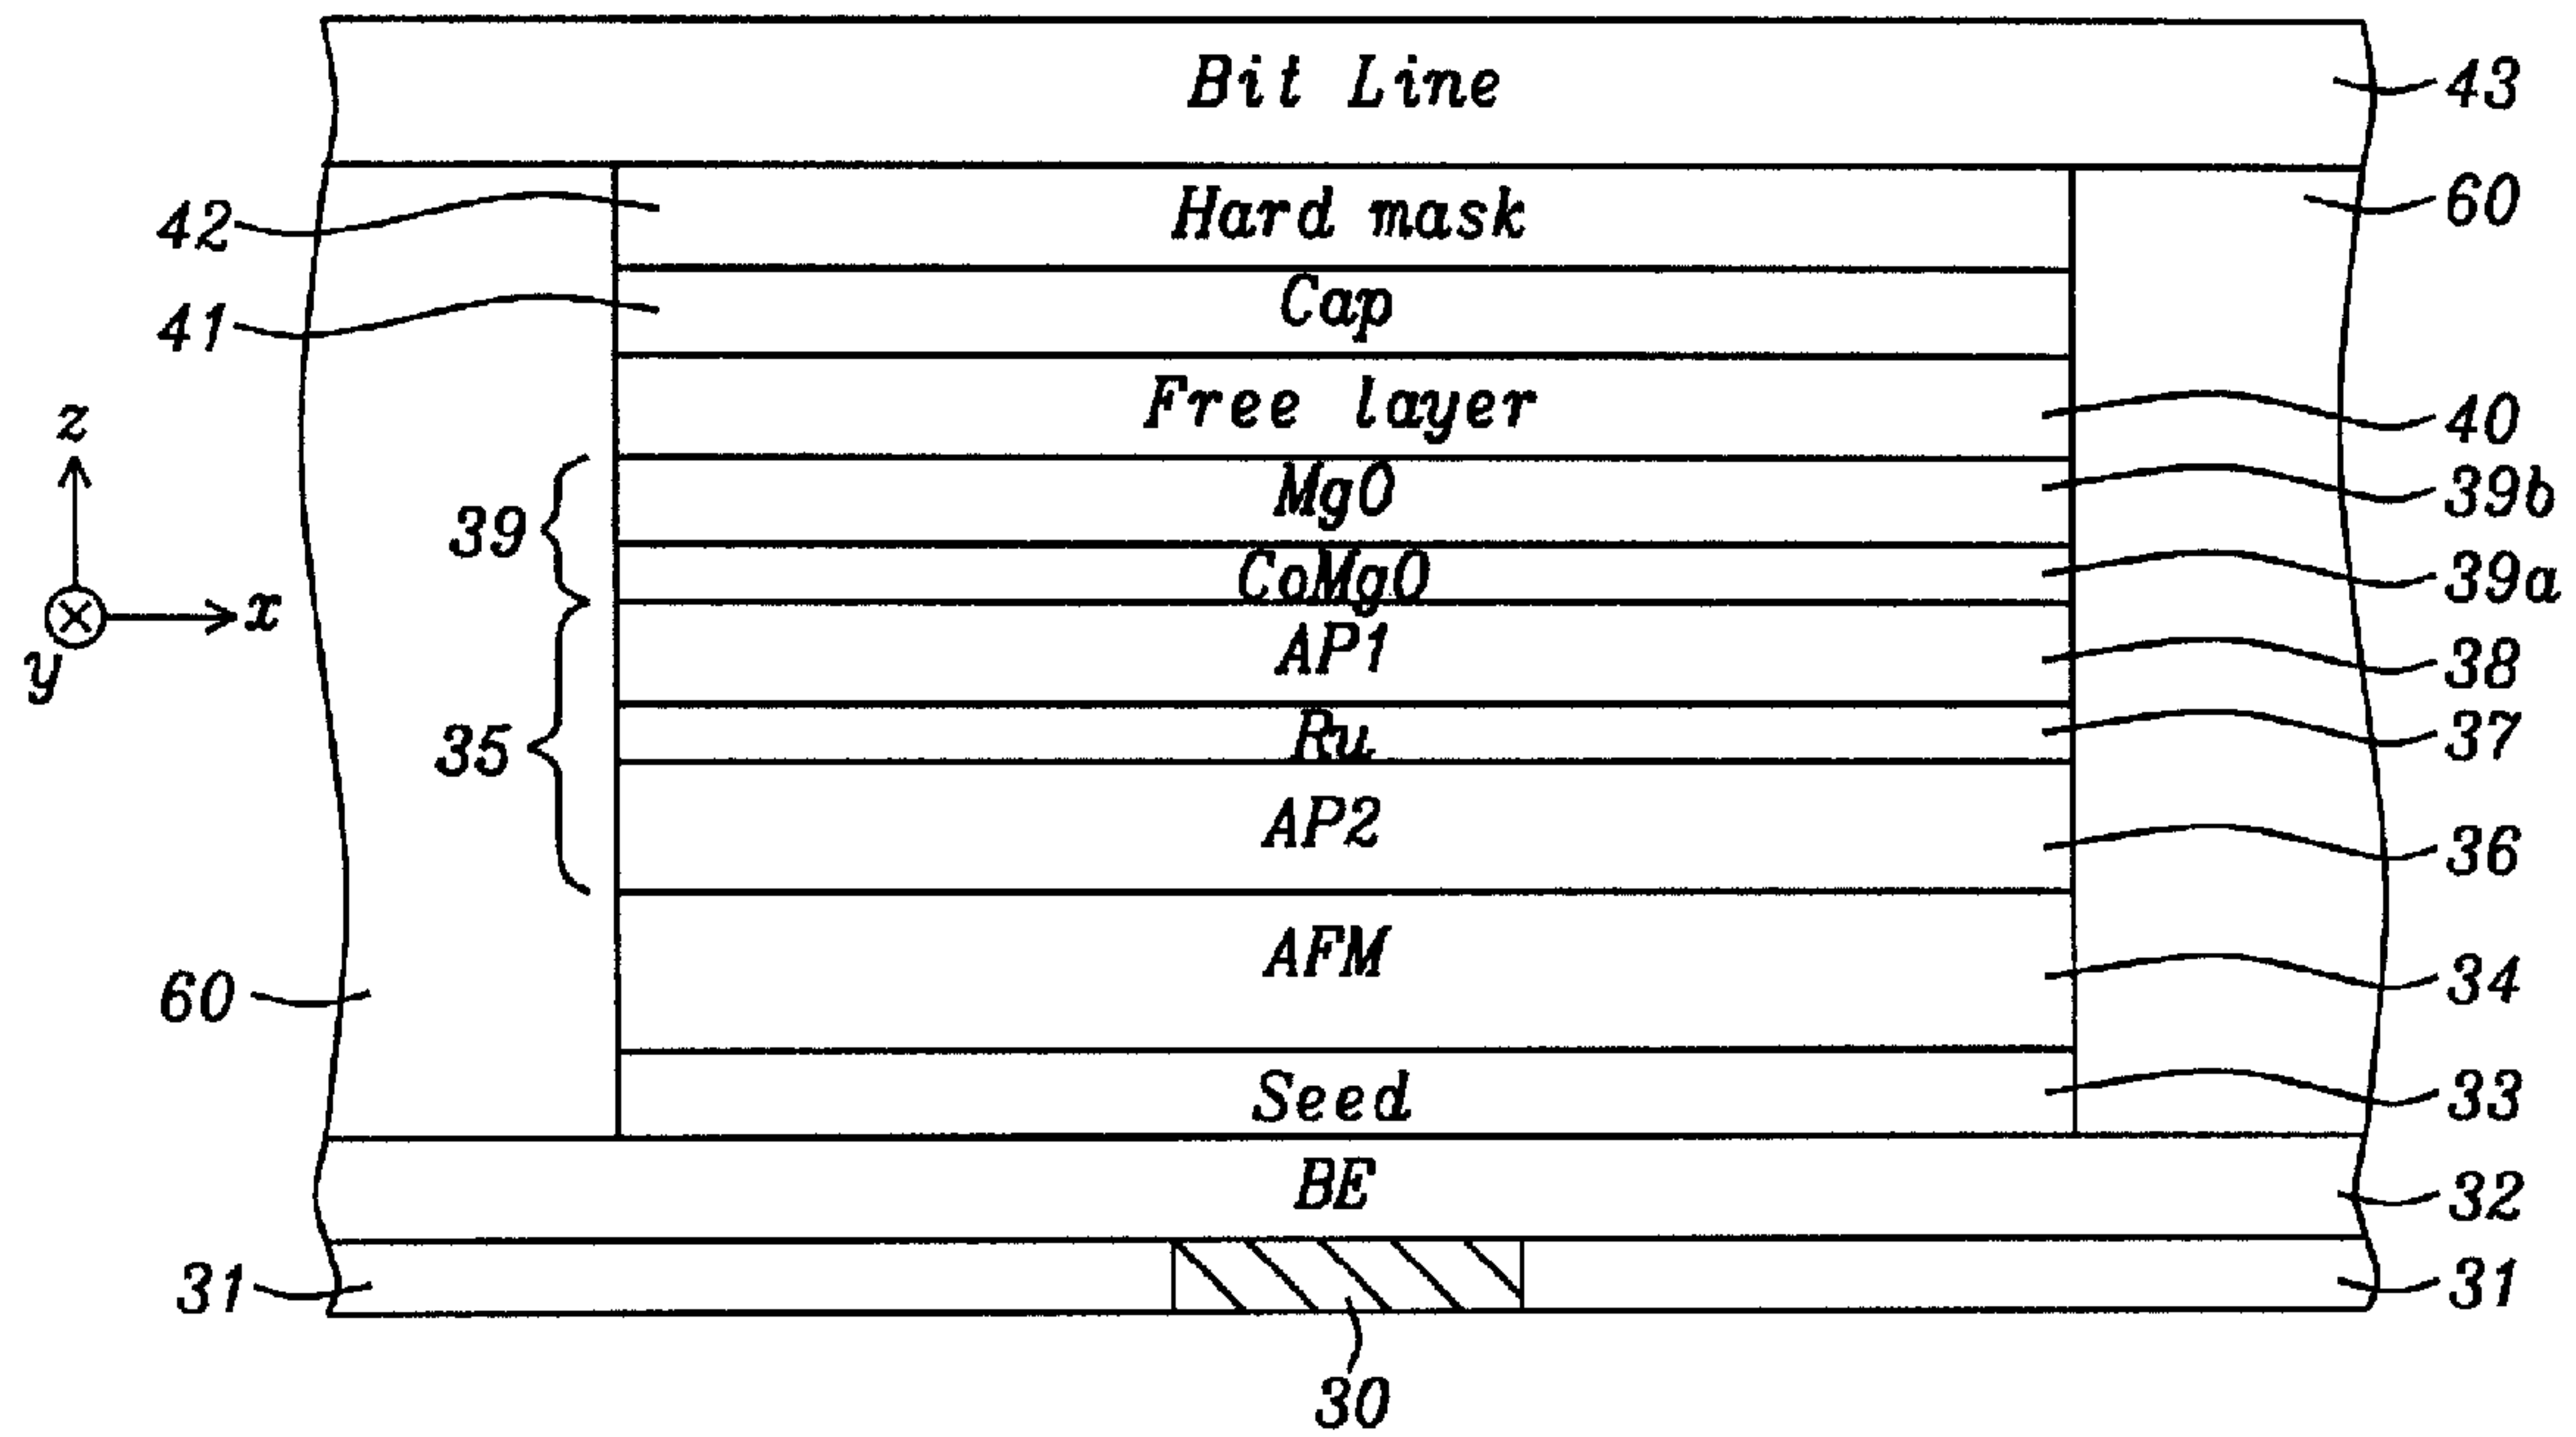 Bit Line
43
42
Hard mask
60
41
Cap
Free layer
40
z
39
MgO
39b
CoMgO
39a
x
y
AP1
38
35
Ru
37
AP2
36
60
AFM
34
Seed
33
BE
32
31
31
30